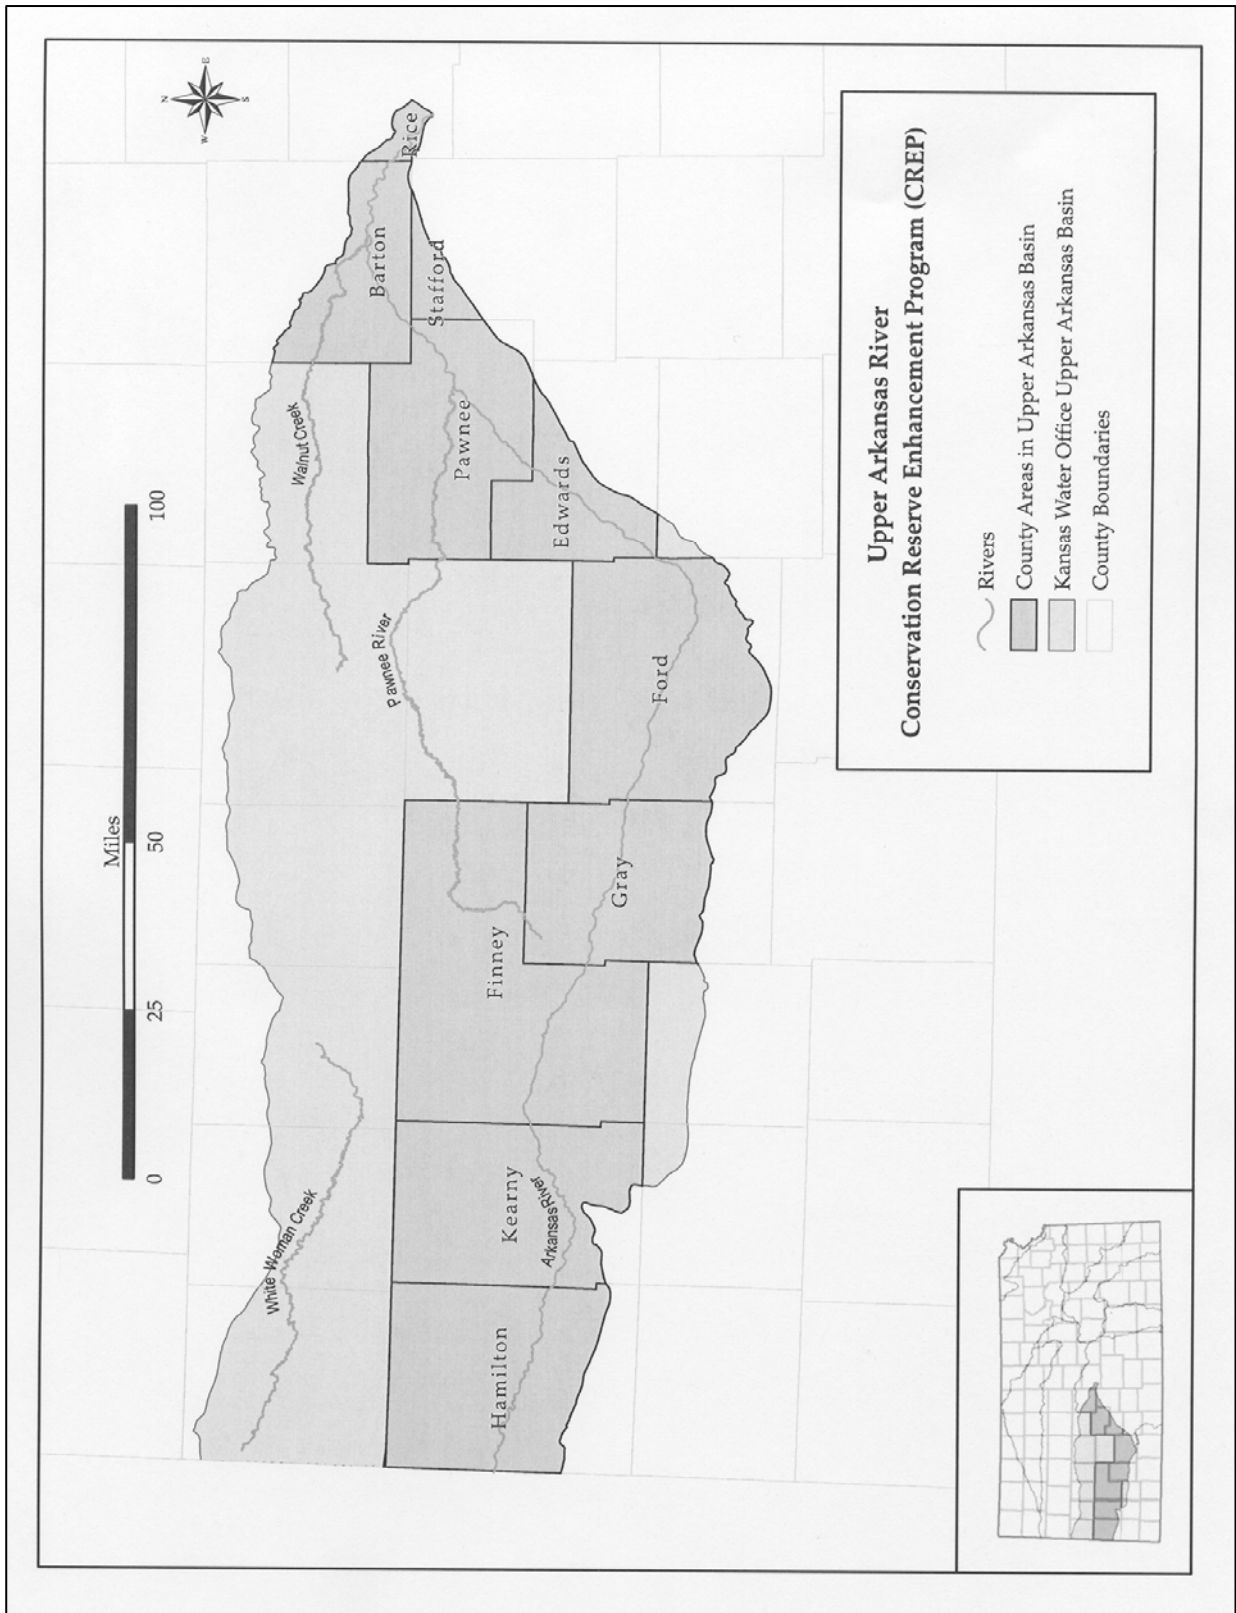 Miles
0
25
50
100
N
W
E
S
White Woman Creek
Walnut Creek
Pawnee River
Arkansas River
Hamilton
Kearny
Finney
Gray
Ford
Edwards
Pawnee
Stafford
Barton
Rice
Upper Arkansas River
Conservation Reserve Enhancement Program (CREP)
Rivers
County Areas in Upper Arkansas Basin
Kansas Water Office Upper Arkansas Basin
County Boundaries